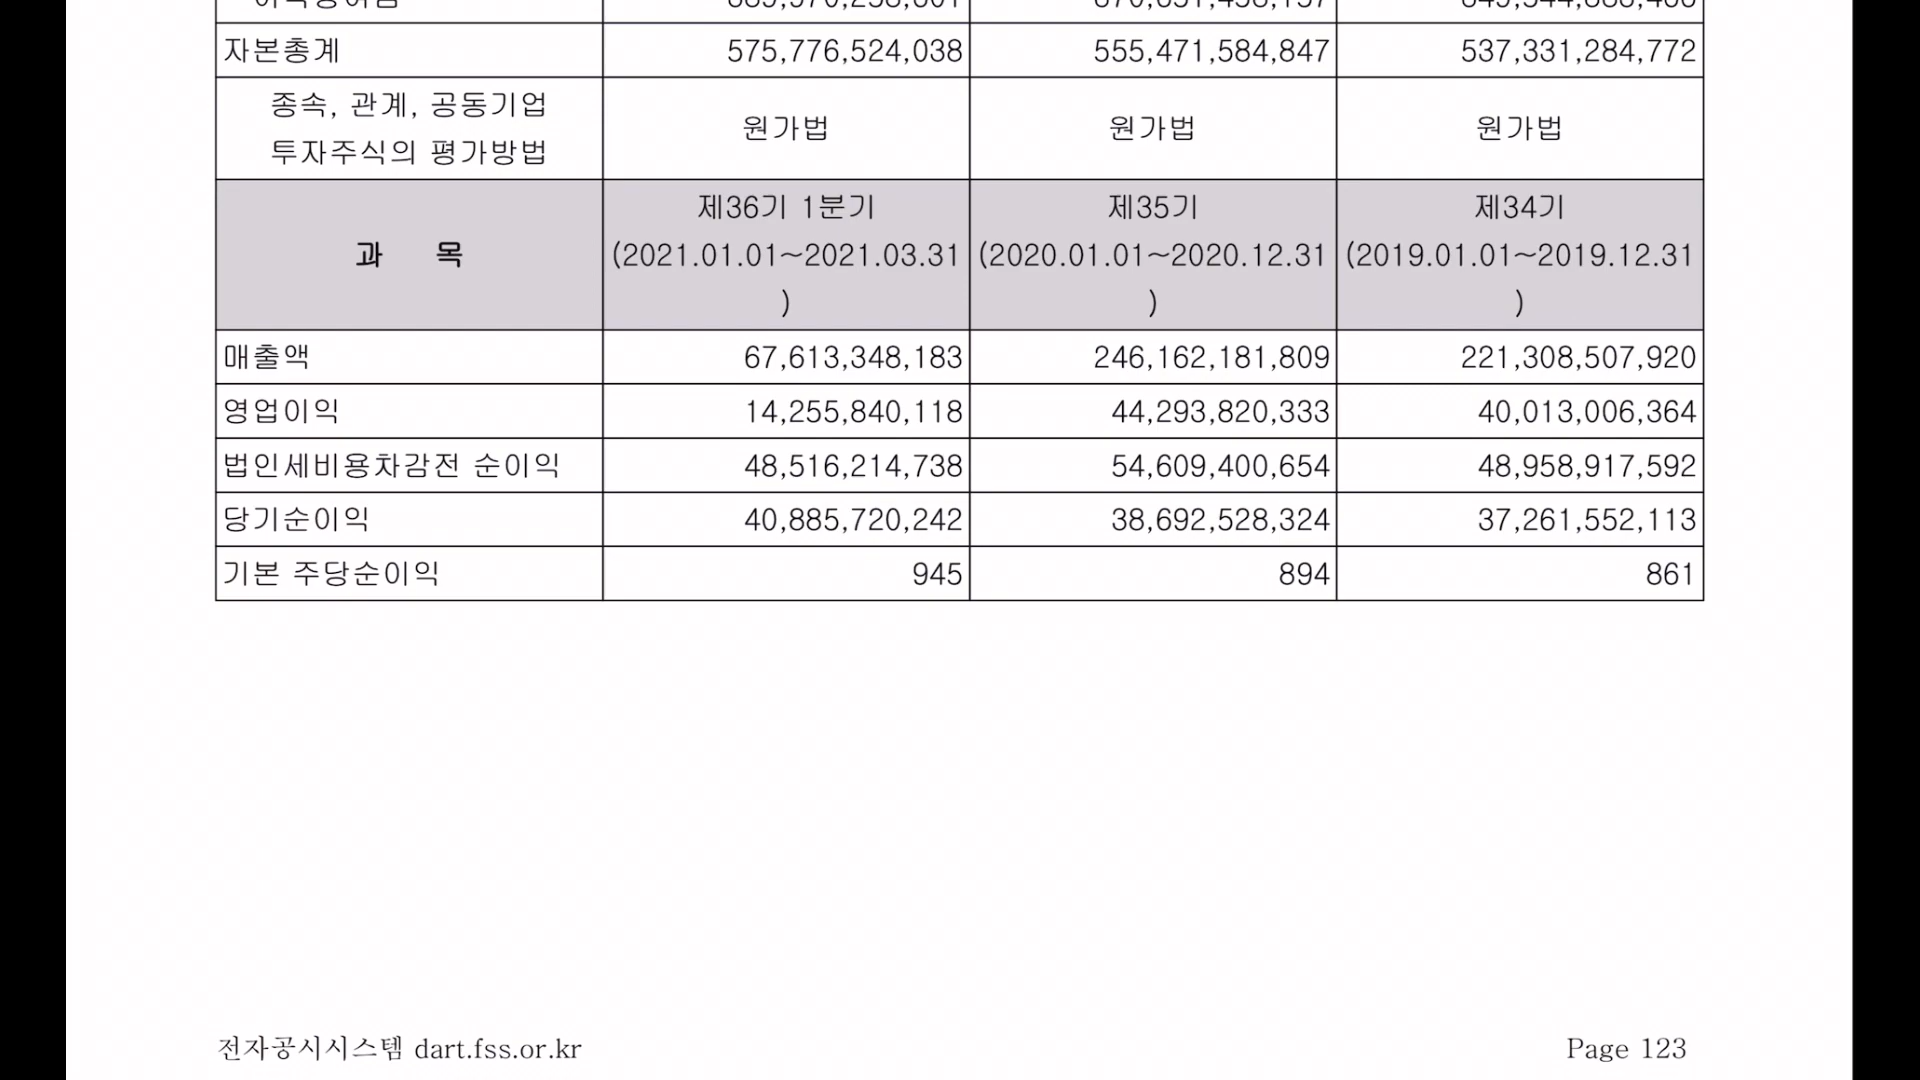 자본총계 575,776,524,038 555,471,584,847 537,331,284,772
종속, 관계, 공동기업
투자주식의 평가방법
원가법 원가법 원가법
과 목
제36기 1분기
(2021.01.01~2021.03.31
)
제35기
(2020.01.01~2020.12.31
)
제34기
(2019.01.01~2019.12.31
)
매출액 67,613,348,183 246,162,181,809 221,308,507,920
영업이익 14,255,840,118 44,293,820,333 40,013,006,364
법인세비용차감전 순이익 48,516,214,738 54,609,400,654 48,958,917,592
당기순이익 40,885,720,242 38,692,528,324 37,261,552,113
기본 주당순이익 945 894 861
전자공시시스템 dart.fss.or.kr Page 123